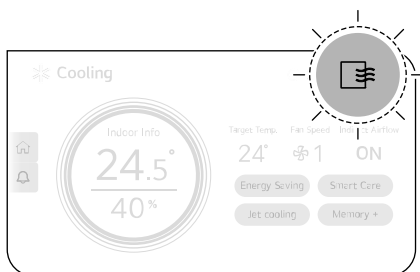 Cooling
Indoor Info
24.5°
40%
Target Temp. Fan Speed Indirect Airflow
24° 1 ON
Energy Saving Smart Care
Jet cooling Memory +